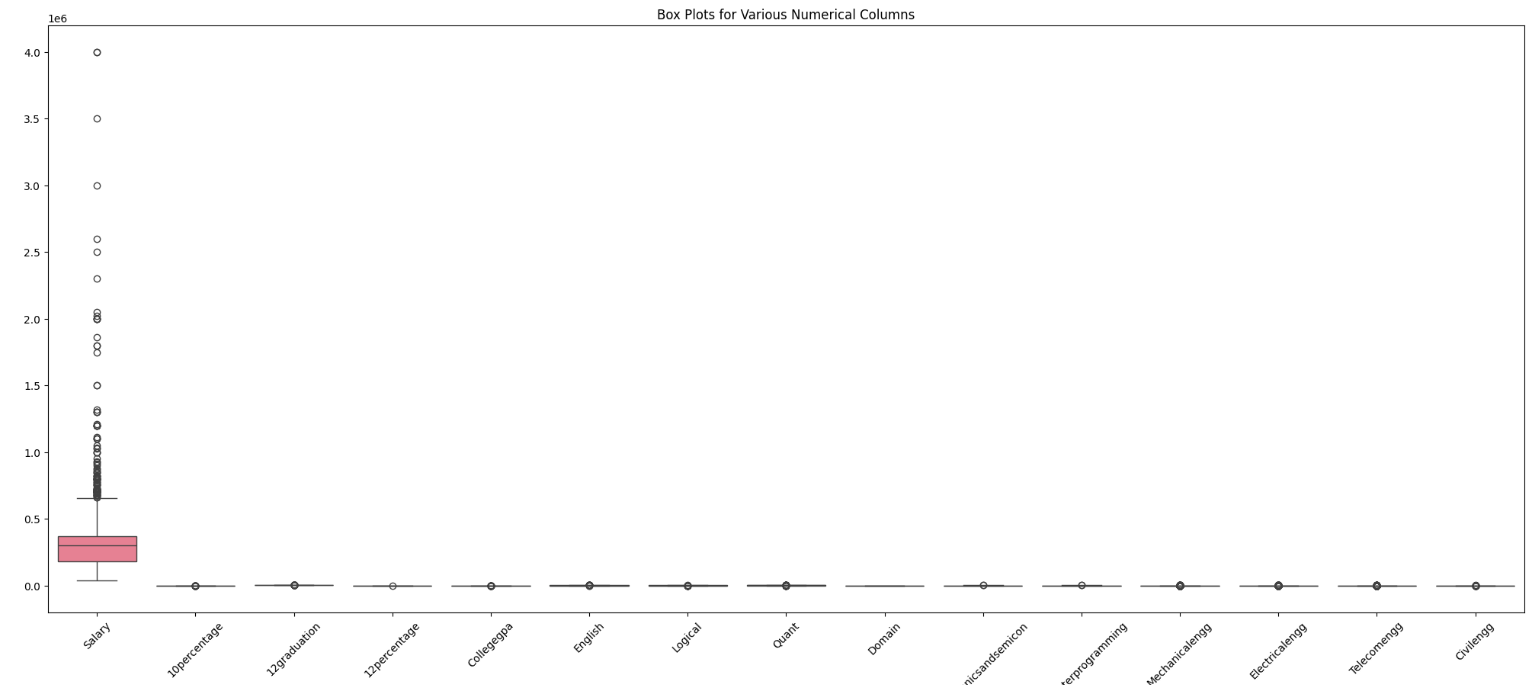 Box Plots for Various Numerical Columns
1e6
4.0
3.5
3.0
2.5
2.0
1.5
1.0
0.5
0.0
Salary
10percentage
12graduation
12percentage
Collegegpa
English
Logical
Quant
Domain
nicsandsemicon
terprogramming
Mechanicalengg
Electricalengg
Telecomengg
Civilengg